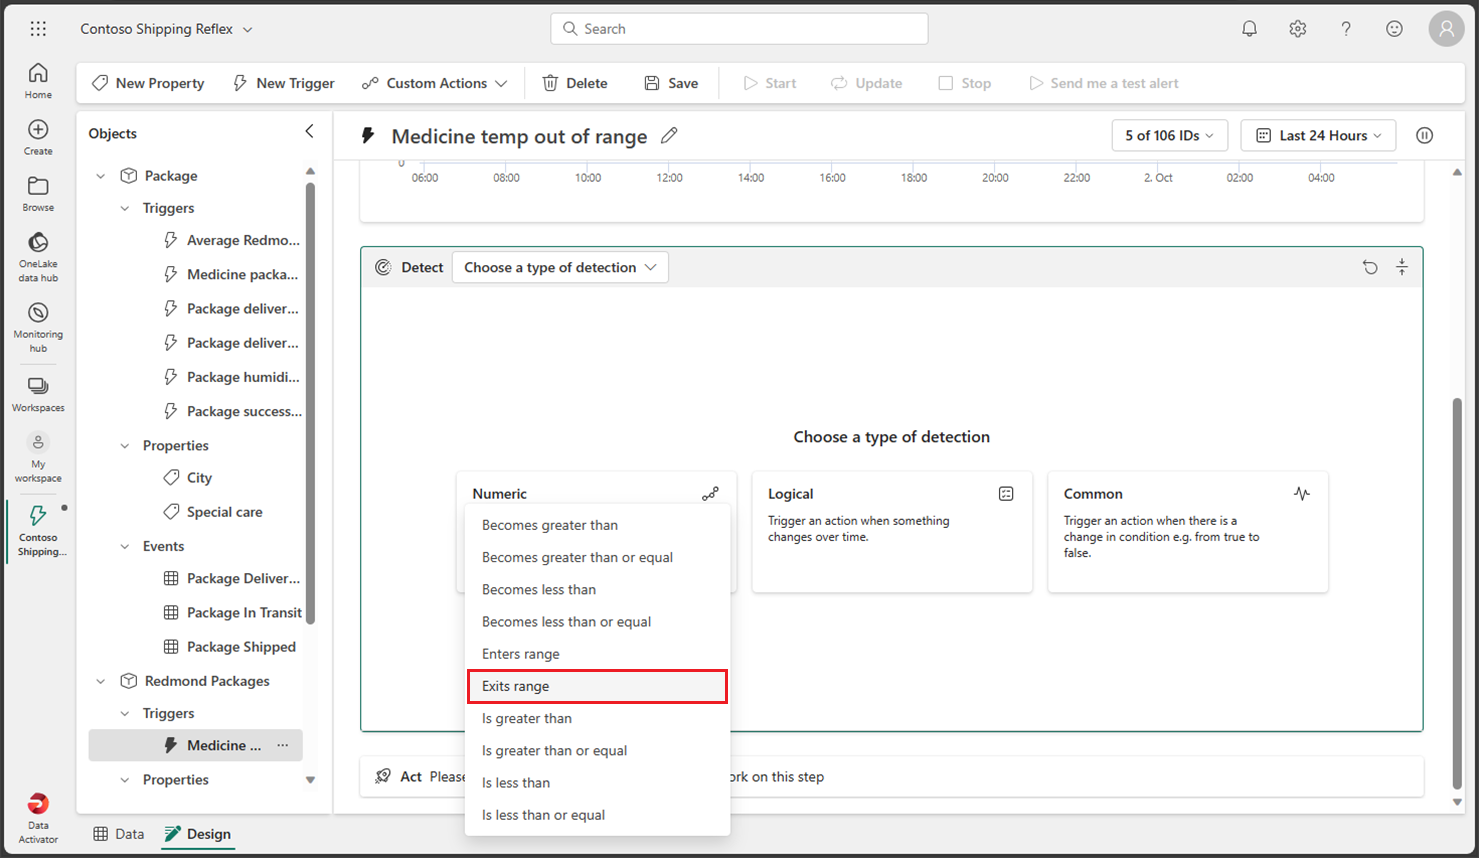 Contoso Shipping Reflex
Search
Home
Create
Browse
OneLake
data hub
Monitoring
hub
Workspaces
My
workspace
Contoso
Shipping...
Data
Activator
New Property
New Trigger
Custom Actions
Delete
Save
Start
Update
Stop
Send me a test alert
Objects
Package
Triggers
Average Redmo...
Medicine packa...
Package deliver...
Package deliver...
Package humidi...
Package success...
Properties
City
Special care
Events
Package Deliver...
Package In Transit
Package Shipped
Redmond Packages
Triggers
Medicine ...
Properties
Data
Design
Medicine temp out of range
5 of 106 IDs
Last 24 Hours
0
06:00 08:00 10:00 12:00 14:00 16:00 18:00 20:00 22:00 2. Oct 02:00 04:00
Detect
Choose a type of detection
Choose a type of detection
Numeric
Becomes greater than
Becomes greater than or equal
Becomes less than
Becomes less than or equal
Enters range
Exits range
Is greater than
Is greater than or equal
Is less than
Is less than or equal
Logical
Trigger an action when something
changes over time.
Common
Trigger an action when there is a
change in condition e.g. from true to
false.
Act Please
ork on this step